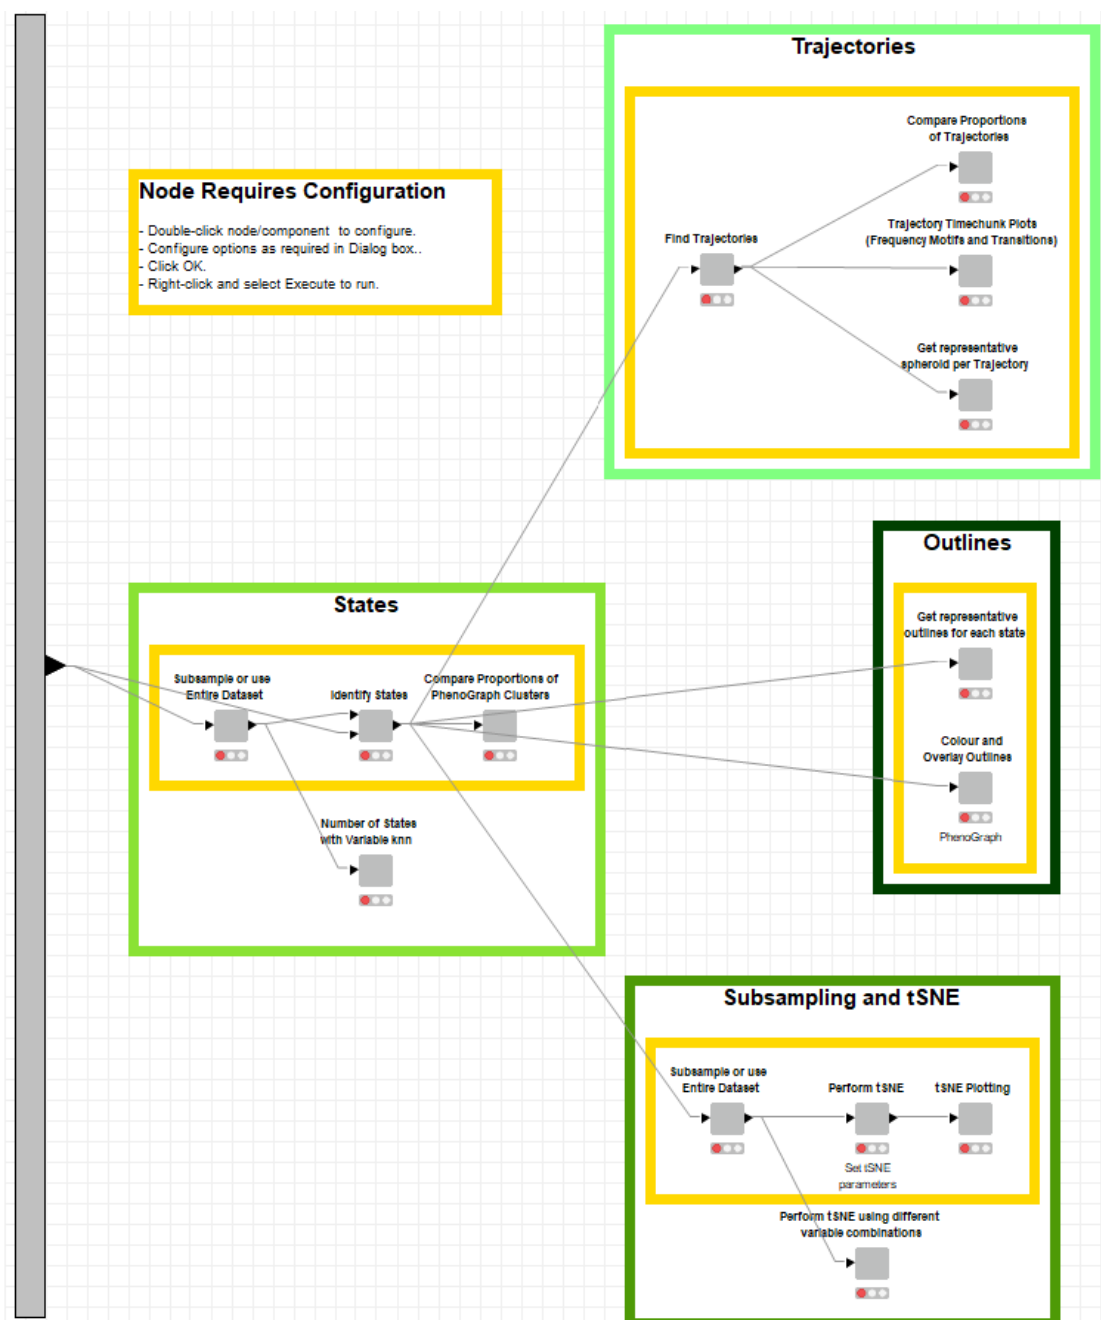 Trajectories
Compare Proportions
of Trajectories
Node Requires Configuration
- Double-click node/component to configure.
- Configure options as required in Dialog box..
- Click OK.
- Right-click and select Execute to run.
Find Trajectories
Trajectory Timechunk Plots
(Frequency Motifs and Transitions)
Get representative
spheroid per Trajectory
Outlines
Get representative
outlines for each state
Colour and
Overlay Outlines
PhenoGraph
States
Subsample or use
Entire Dataset
Identify States
Compare Proportions of
PhenoGraph Clusters
Number of States
with Variable knn
Subsampling and tSNE
Subsample or use
Entire Dataset
Perform tSNE
tSNE Plotting
Set tSNE
parameters
Perform tSNE using different
variable combinations